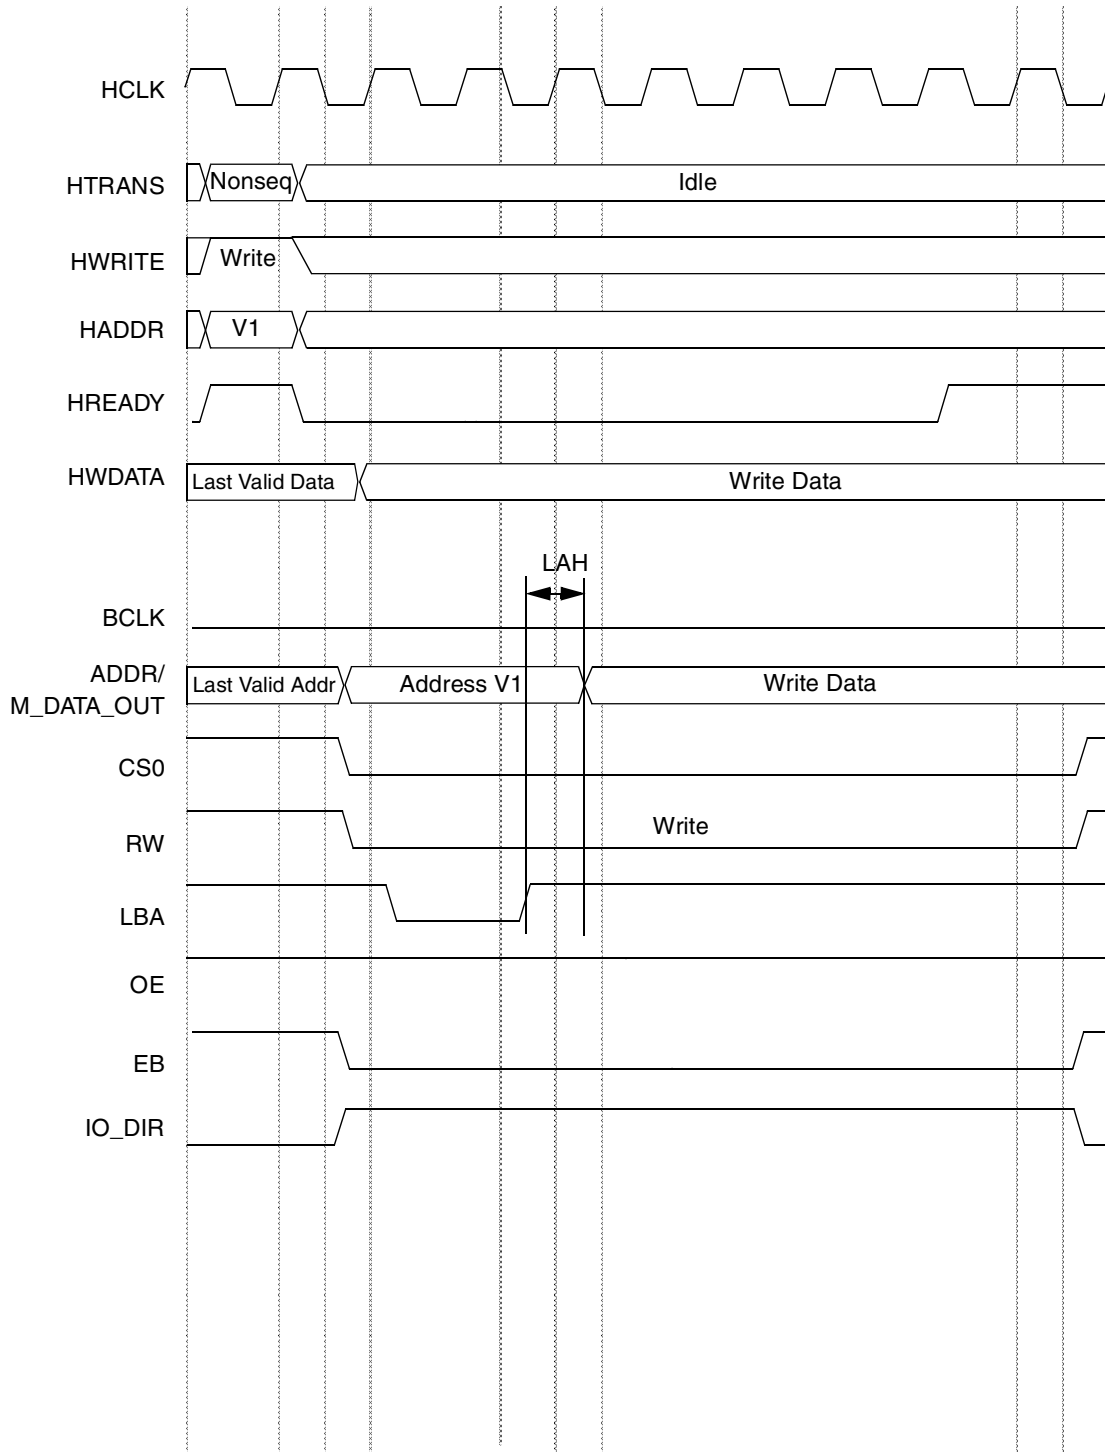 HCLK
HTRANS Nonseq Idle
HWRITE Write
HADDR V1
HREADY
HWDATA Last Valid Data Write Data
LAH
BCLK
ADDR/
M_DATA_OUT Last Valid Addr Address V1 Write Data
CS0
RW Write
LBA
OE
EB
IO_DIR